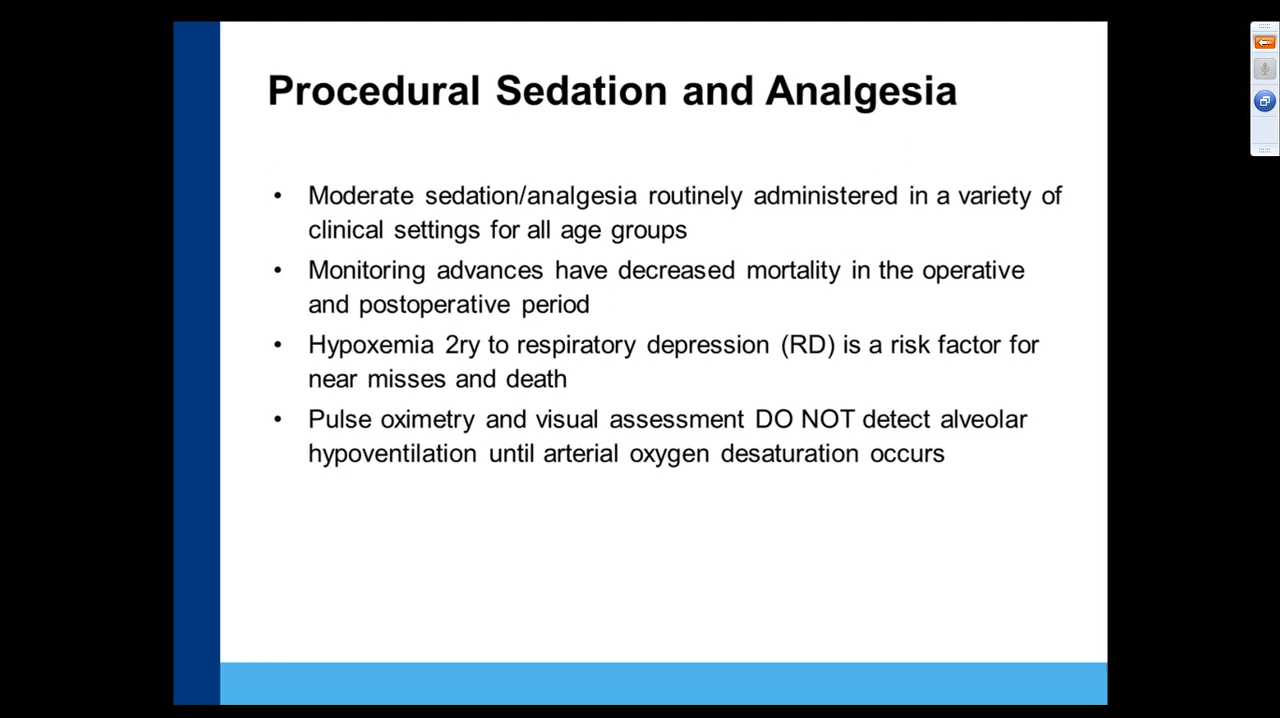 Procedural Sedation and Analgesia
• Moderate sedation/analgesia routinely administered in a variety of
clinical settings for all age groups
• Monitoring advances have decreased mortality in the operative
and postoperative period
• Hypoxemia 2ry to respiratory depression (RD) is a risk factor for
near misses and death
• Pulse oximetry and visual assessment DO NOT detect alveolar
hypoventilation until arterial oxygen desaturation occurs